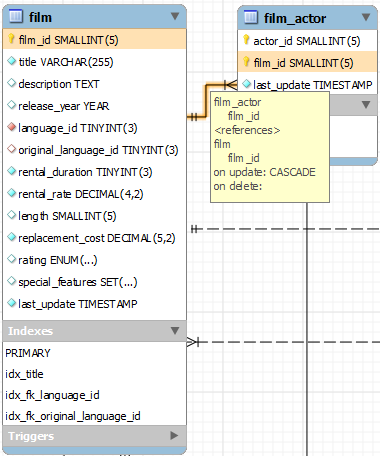 film
film_id SMALLINT(5)
title VARCHAR(255)
description TEXT
release_year YEAR
language_id TINYINT(3)
original_language_id TINYINT(3)
rental_duration TINYINT(3)
rental_rate DECIMAL(4,2)
length SMALLINT(5)
replacement_cost DECIMAL(5,2)
rating ENUM(...)
special_features SET(...)
last_update TIMESTAMP
Indexes
PRIMARY
idx_title
idx_fk_language_id
idx_fk_original_language_id
Triggers
film_actor
actor_id SMALLINT(5)
film_id SMALLINT(5)
last_update TIMESTAMP
film_actor
film_id
<references>
film
film_id
on update: CASCADE
on delete: